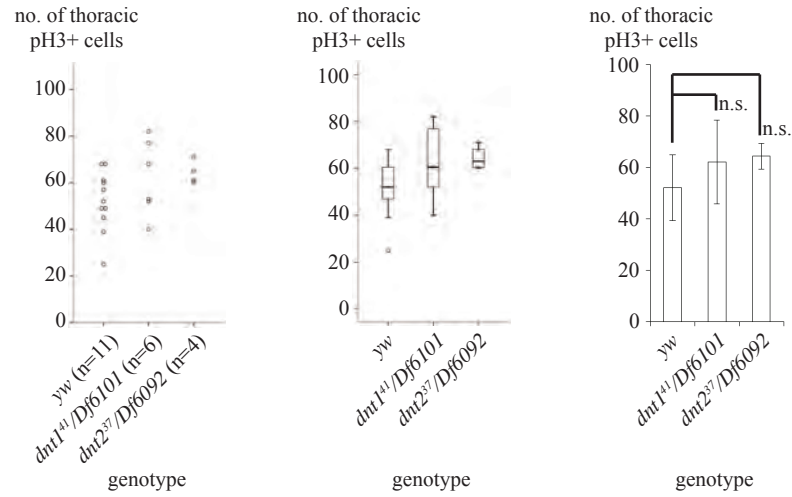 no. of thoracic
pH3+ cells
100
80
60
40
20
0
yw (n=11)
dnt1⁴¹/Df6101 (n=6)
dnt2³⁷/Df6092 (n=4)
genotype
no. of thoracic
pH3+ cells
100
80
60
40
20
0
yw
dnt1⁴¹/Df6101
dnt2³⁷/Df6092
genotype
no. of thoracic
pH3+ cells
100
80
60
40
20
0
n.s.
n.s.
yw
dnt1⁴¹/Df6101
dnt2³⁷/Df6092
genotype